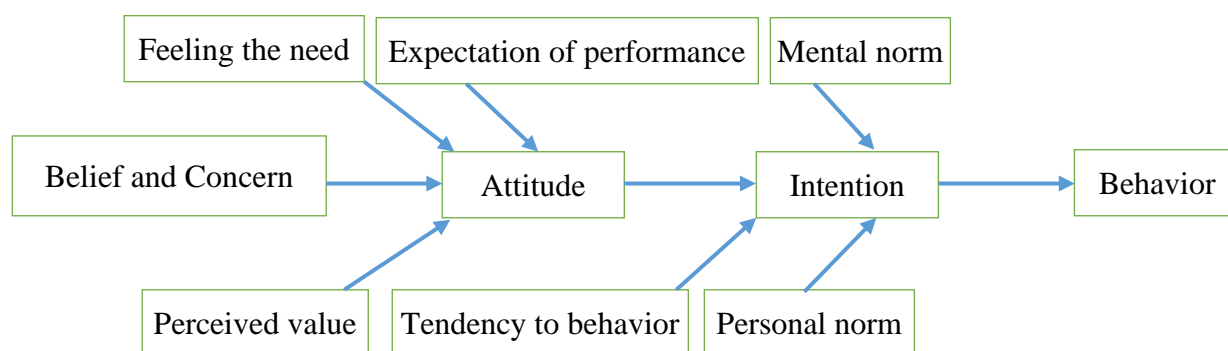 Feeling the need
Expectation of performance
Mental norm
Belief and Concern
Attitude
Intention
Behavior
Perceived value
Tendency to behavior
Personal norm